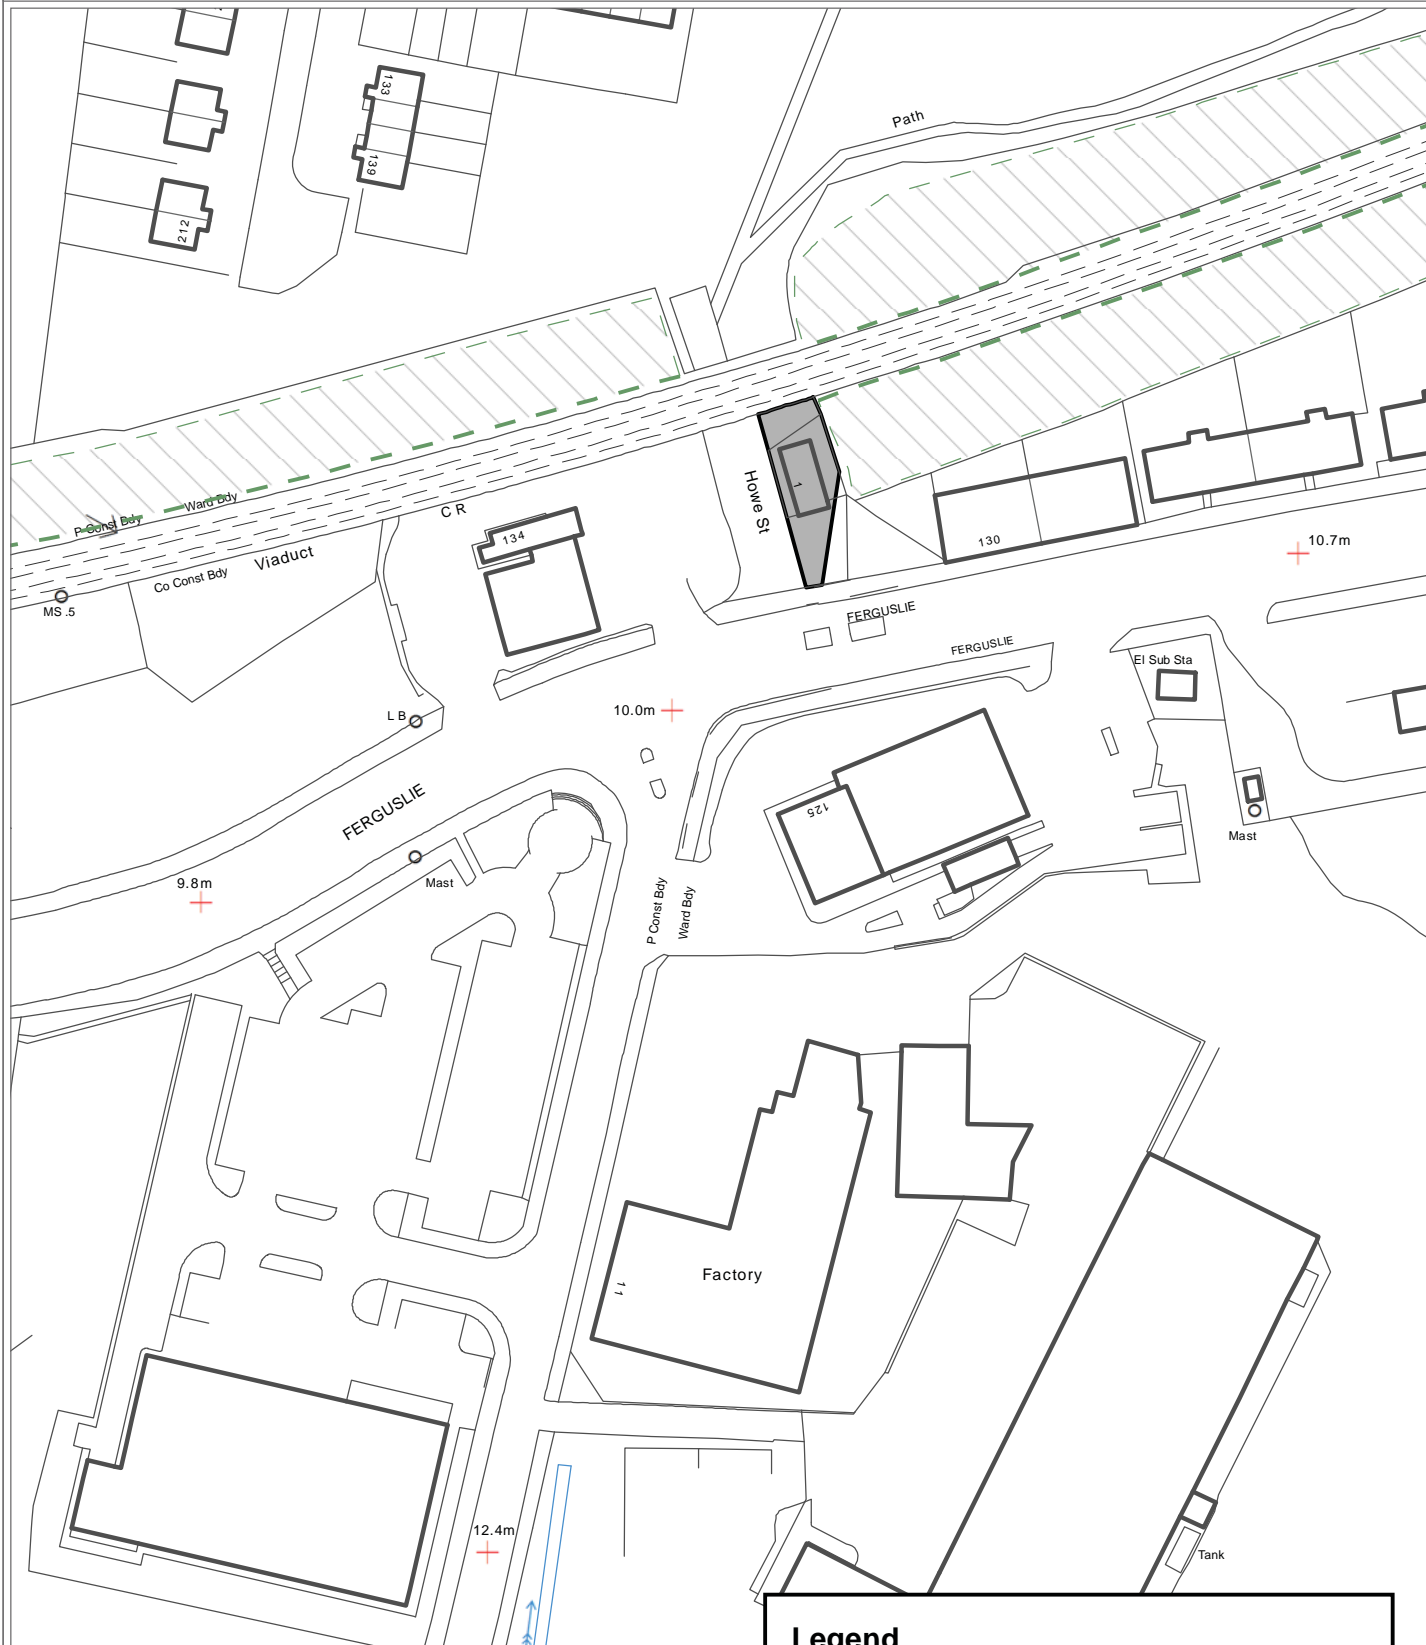 133
139
212
Path
Howe St
1
C R
134
P Const Bdy
Ward Bdy
Viaduct
Co Const Bdy
MS .5
130
10.7m
FERGUSLIE
FERGUSLIE
El Sub Sta
L B
10.0m
FERGUSLIE
125
Mast
Mast
9.8m
P Const Bdy
Ward Bdy
Factory
11
12.4m
Tank
Legend